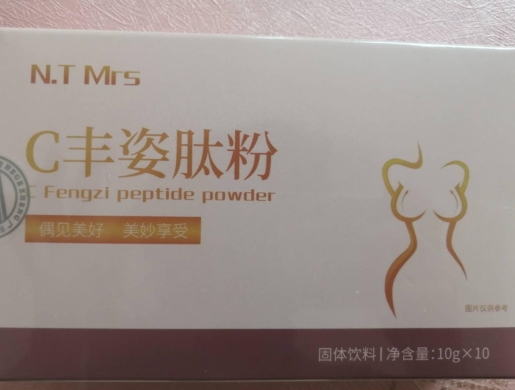 N.T Mrs
C丰姿肽粉
C Fengzi peptide powder
偶见美好 美妙享受
图片仅供参考
固体饮料 | 净含量:10g×10